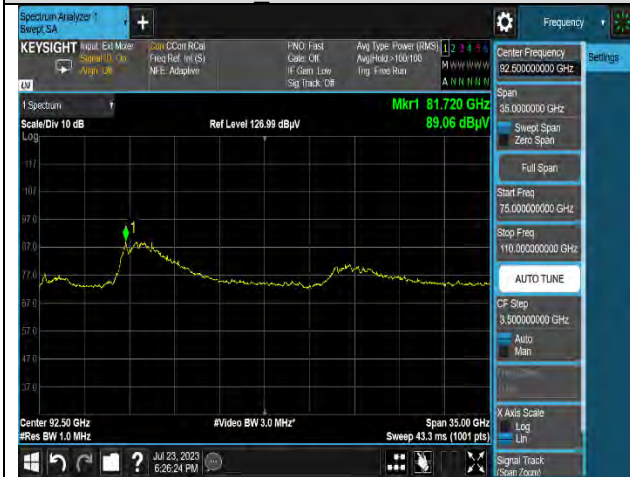 Spectrum Analyzer 1
Swept SA
+
Frequency
KEYSIGHT
Input: Ext Mixer
Signal ID: On
Align: Off
Corr CCorr RCal
Freq Ref: Int (S)
NFE: Adaptive
PNO: Fast
Gate: Off
IF Gain: Low
Sig Track: Off
Avg Type: Power (RMS)
Avg|Hold >100/100
Trig: Free Run
1 2 3 4 5 6
M W W W W W
A N N N N N
LXI
1 Spectrum
Scale/Div 10 dB
Log
Ref Level 126.99 dBµV
Mkr1 81.720 GHz
89.06 dBµV
117
107
97.0
87.0
77.0
67.0
57.0
47.0
37.0
1
Center 92.50 GHz
#Res BW 1.0 MHz
#Video BW 3.0 MHz*
Span 35.00 GHz
Sweep 43.3 ms (1001 pts)
Jul 23, 2023
6:26:24 PM
?
Center Frequency
92.500000000 GHz
Settings
Span
35.0000000000 GHz
Swept Span
Zero Span
Full Span
Start Freq
75.000000000 GHz
Stop Freq
110.000000000 GHz
AUTO TUNE
CF Step
3.500000000 GHz
Auto
Man
X Axis Scale
Log
Lin
Signal Track
(Span Zoom)